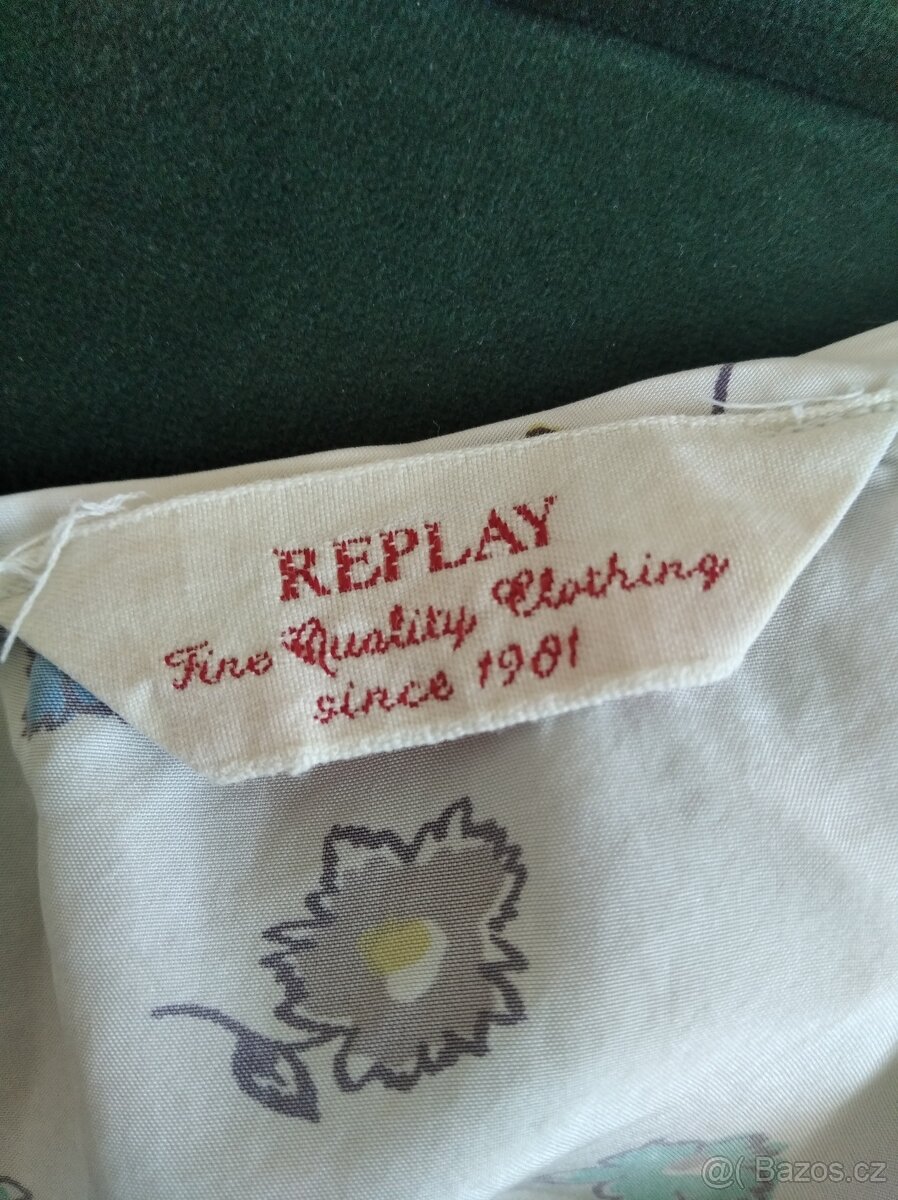 REPLAY
Fine Quality Clothing
since 1981
@( Bazos.cz